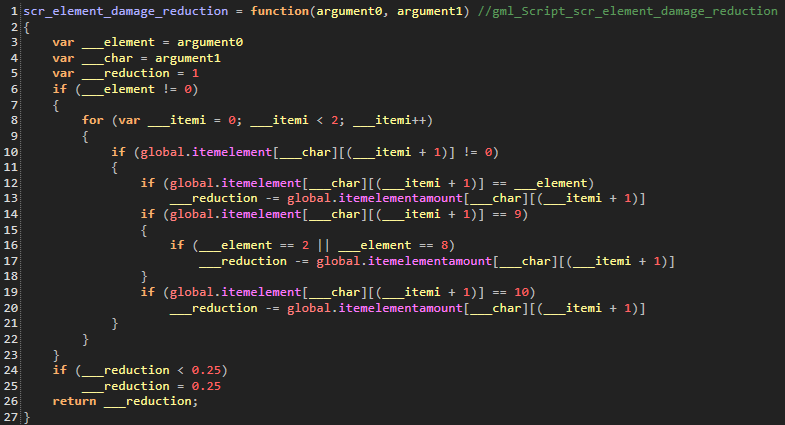 1 scr_element_damage_reduction = function(argument0, argument1) //gml_Script_scr_element_damage_reduction
2 {
3     var ___element = argument0
4     var ___char = argument1
5     var ___reduction = 1
6     if (___element != 0)
7     {
8         for (var ___itemi = 0; ___itemi < 2; ___itemi++)
9         {
10             if (global.itemelement[___char][(___itemi + 1)] != 0)
11             {
12                 if (global.itemelement[___char][(___itemi + 1)] == ___element)
13                     ___reduction -= global.itemelementamount[___char][(___itemi + 1)]
14                 if (global.itemelement[___char][(___itemi + 1)] == 9)
15                 {
16                     if (___element == 2 || ___element == 8)
17                         ___reduction -= global.itemelementamount[___char][(___itemi + 1)]
18                 }
19                 if (global.itemelement[___char][(___itemi + 1)] == 10)
20                     ___reduction -= global.itemelementamount[___char][(___itemi + 1)]
21             }
22         }
23     }
24     if (___reduction < 0.25)
25         ___reduction = 0.25
26     return ___reduction;
27 }